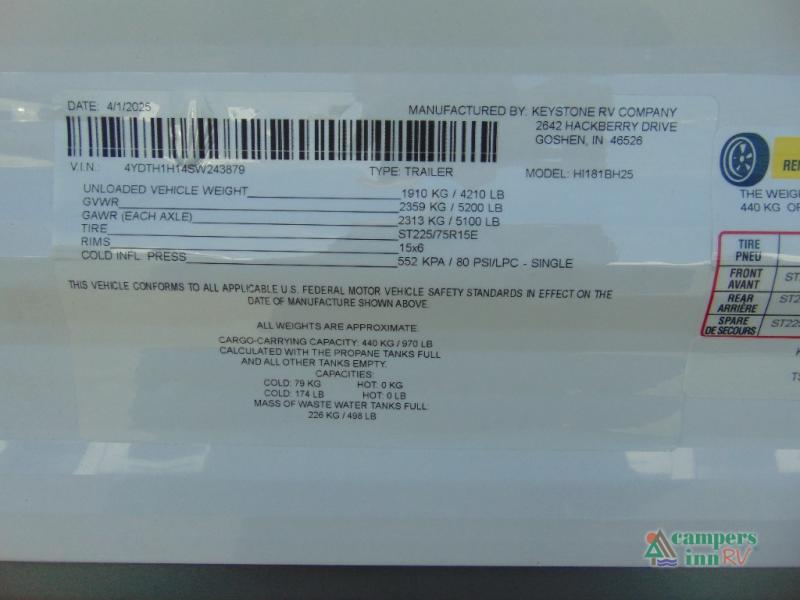 DATE: 4/1/2025
MANUFACTURED BY: KEYSTONE RV COMPANY
2642 HACKBERRY DRIVE
GOSHEN, IN 46526
V.I.N.: 4YDTH1H14SW243879 TYPE: TRAILER MODEL: HI181BH25
UNLOADED VEHICLE WEIGHT 1910 KG / 4210 LB
GVWR 2359 KG / 5200 LB
GAWR (EACH AXLE) 2313 KG / 5100 LB
TIRE ST225/75R15E
RIMS 15x6
COLD INFL. PRESS 552 KPA / 80 PSI/LPC - SINGLE
THIS VEHICLE CONFORMS TO ALL APPLICABLE U.S. FEDERAL MOTOR VEHICLE SAFETY STANDARDS IN EFFECT ON THE
DATE OF MANUFACTURE SHOWN ABOVE.
ALL WEIGHTS ARE APPROXIMATE.
CARGO-CARRYING CAPACITY: 440 KG / 970 LB
CALCULATED WITH THE PROPANE TANKS FULL
AND ALL OTHER TANKS EMPTY.
CAPACITIES:
COLD: 79 KG HOT: 0 KG
COLD: 174 LB HOT: 0 LB
MASS OF WASTE WATER TANKS FULL:
226 KG / 498 LB
THE WEIG
440 KG OF
TIRE
PNEU
FRONT
AVANT
REAR
ARRIÈRE
SPARE
DE SECOURS
campers
inn RV